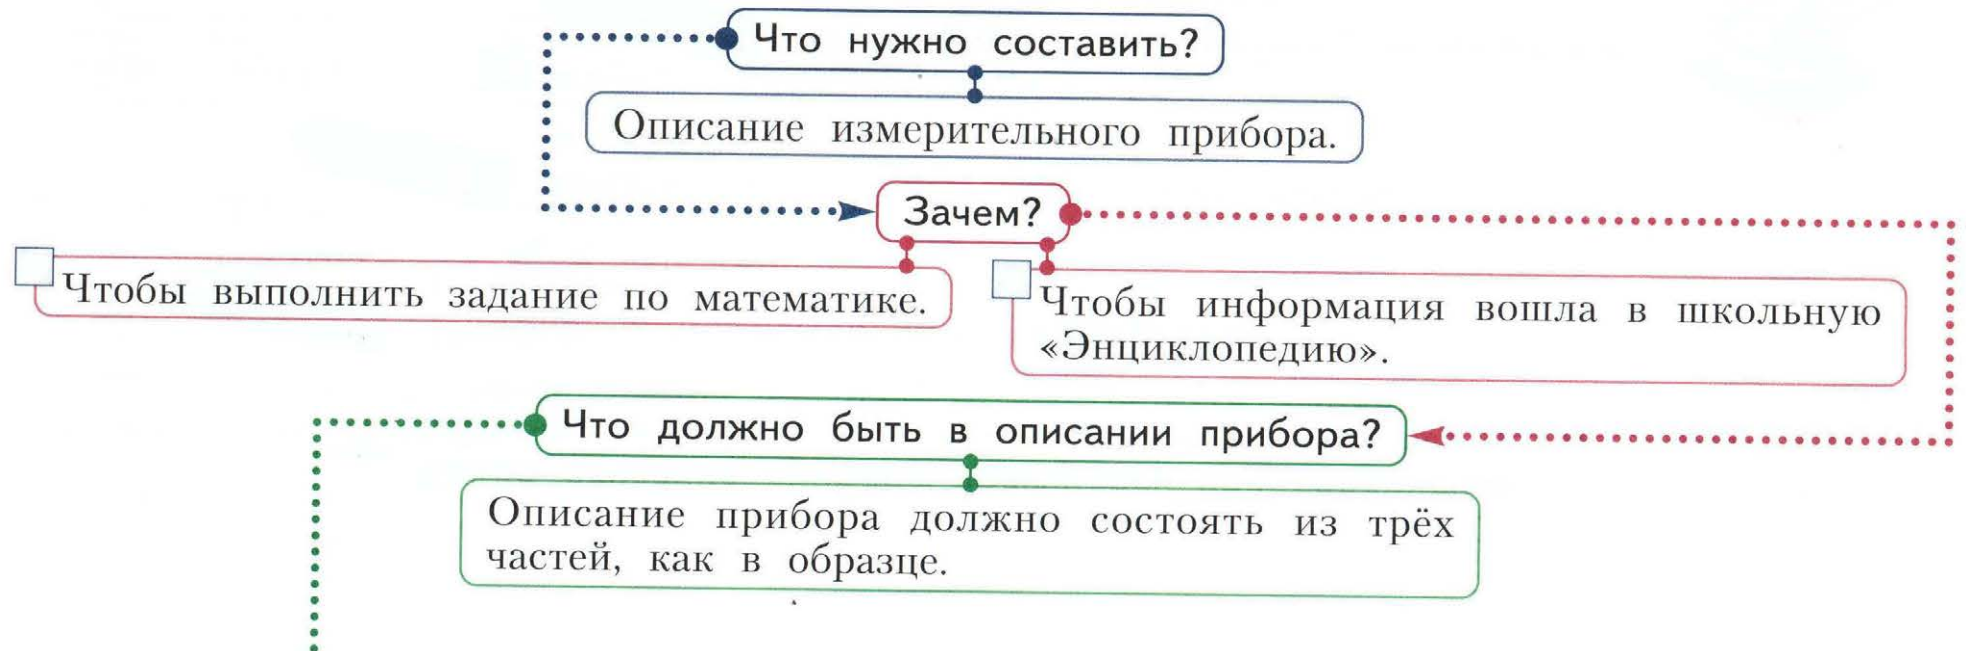 Что нужно составить?
Описание измерительного прибора.
Зачем?
Чтобы выполнить задание по математике.
Чтобы информация вошла в школьную
«Энциклопедию».
Что должно быть в описании прибора?
Описание прибора должно состоять из трёх
частей, как в образце.